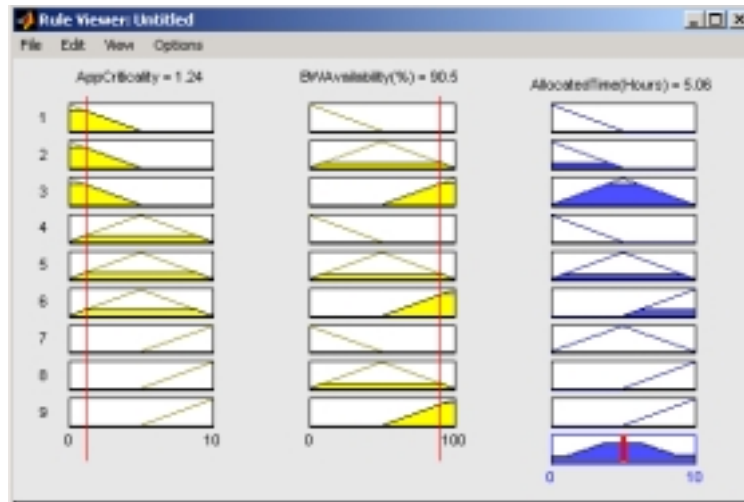 Rule Viewer: Untitled
File Edit View Options
AppCriticality = 1.24
BWAvailability(%) = 90.5
AllocatedTime(Hours) = 5.06
1
2
3
4
5
6
7
8
9
0 10
0 100
0 10